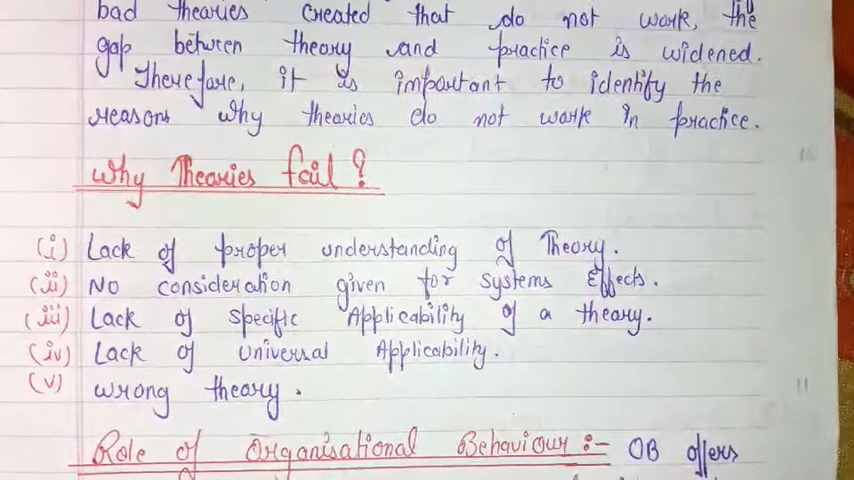 bad theories created that do not work, the
gap between theory and practice is widened.
Therefore, it is important to identify the
reasons why theories do not work in practice.
Why Theories fail?
(i) Lack of proper understanding of Theory.
(ii) No consideration given for systems Effects.
(iii) Lack of specific Applicability of a theory.
(iv) Lack of universal Applicability.
(v) wrong theory.
Role of Organisational Behaviour :- OB offers